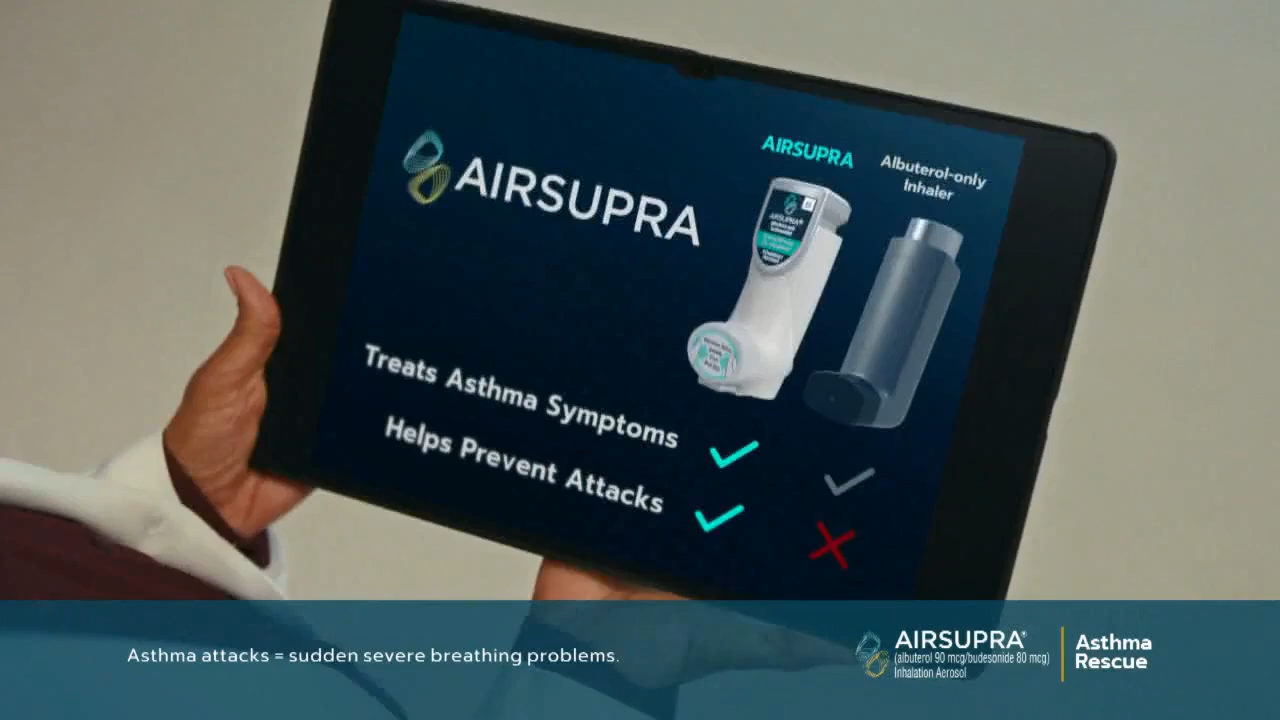 AIRSUPRA
AIRSUPRA
Albuterol-only
Inhaler
AIRSUPRA
Treats Asthma Symptoms
Helps Prevent Attacks
Asthma attacks = sudden severe breathing problems.
AIRSUPRA®
(albuterol 90 mcg/budesonide 80 mcg)
Inhalation Aerosol
Asthma
Rescue